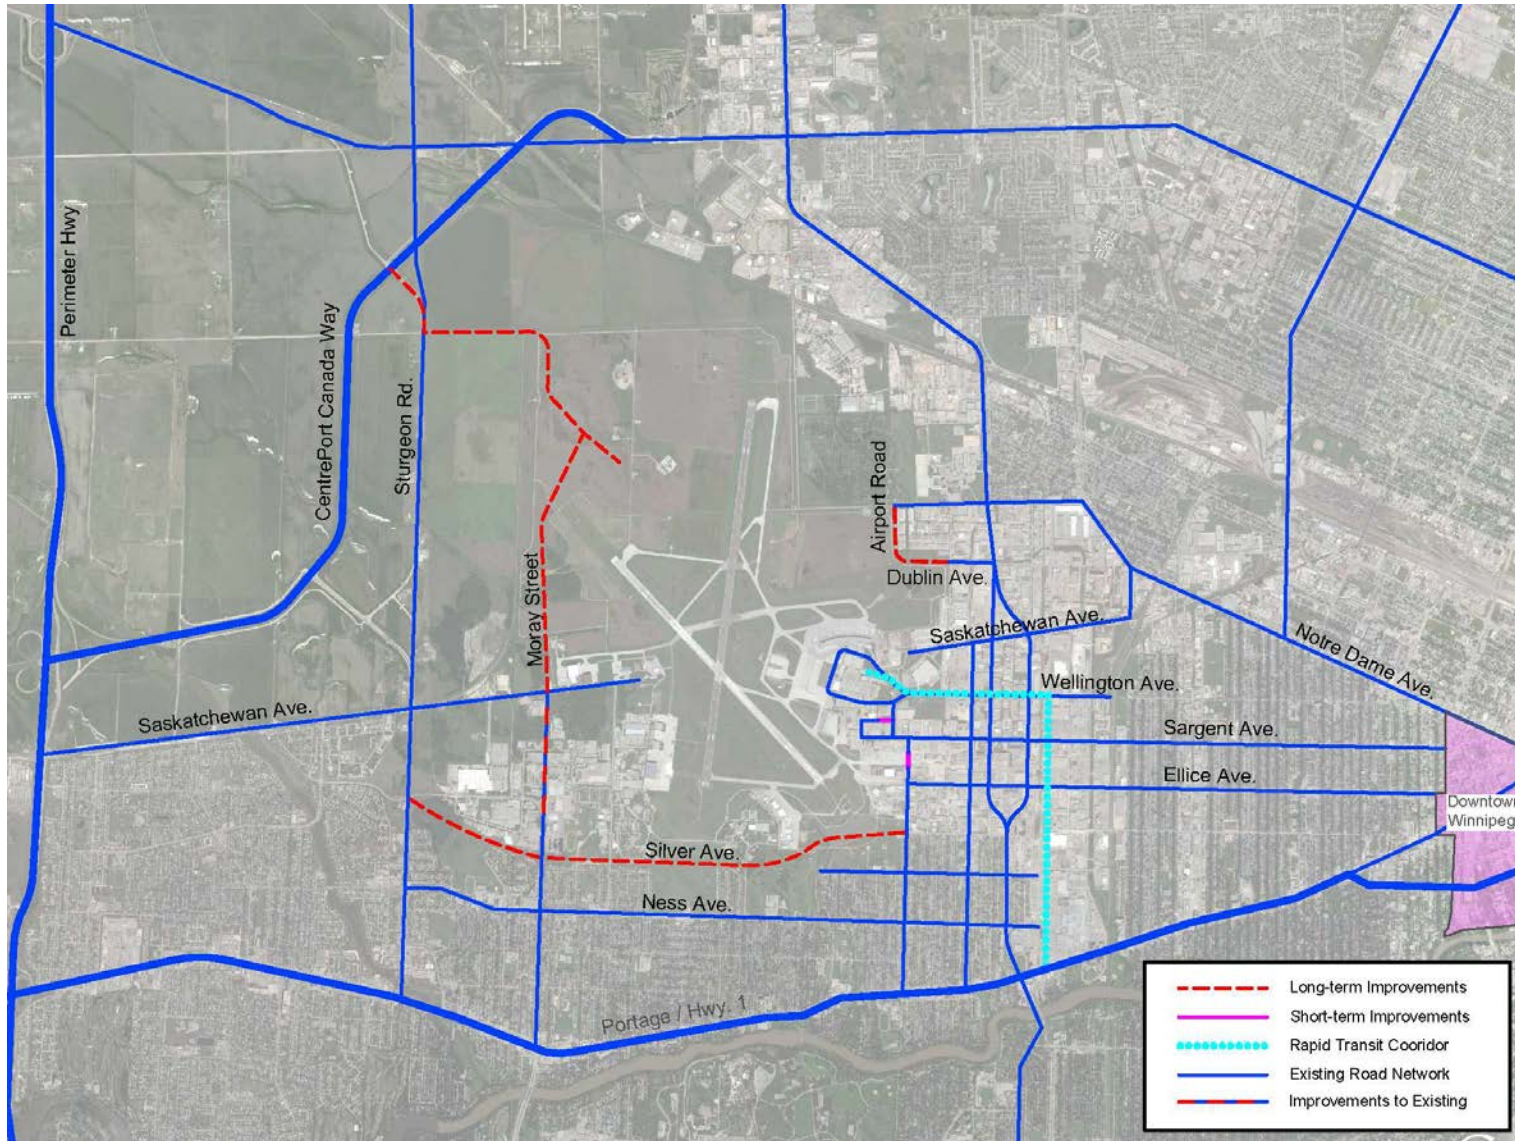 Perimeter Hwy
CentrePort Canada Way
Sturgeon Rd.
Moray Street
Airport Road
Dublin Ave.
Saskatchewan Ave.
Notre Dame Ave.
Wellington Ave.
Saskatchewan Ave.
Sargent Ave.
Ellice Ave.
Downtown
Winnipeg
Silver Ave.
Ness Ave.
Portage / Hwy. 1
Long-term Improvements
Short-term Improvements
Rapid Transit Cooridor
Existing Road Network
Improvements to Existing